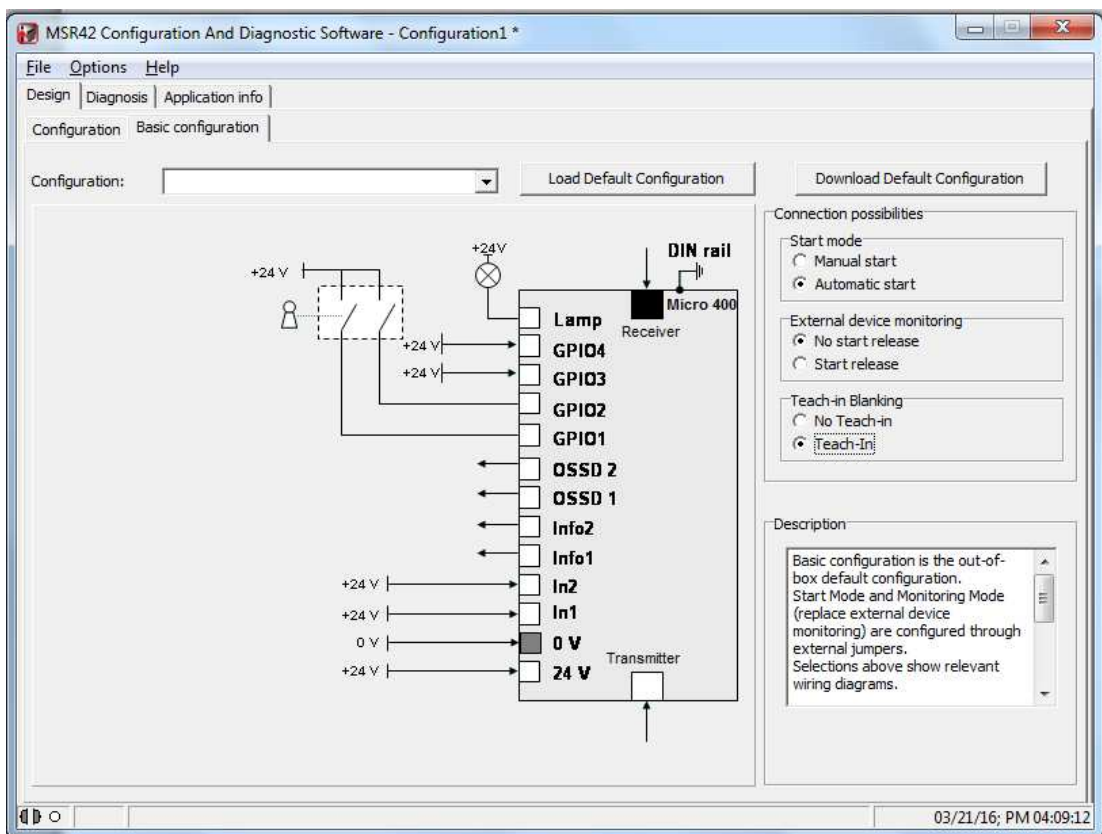 MSR42 Configuration And Diagnostic Software - Configuration1 *
File Options Help
Design Diagnosis Application info
Configuration Basic configuration
Configuration: Load Default Configuration Download Default Configuration
Connection possibilities
Start mode
Manual start
Automatic start
External device monitoring
No start release
Start release
Teach-in Blanking
No Teach-in
Teach-In
+24V
DIN rail
+24 V
Micro 400
Receiver
Lamp
+24 V GPIO4
+24 V GPIO3
GPIO2
GPIO1
OSSD 2
OSSD 1
Info2
Info1
+24 V In2
+24 V In1
0 V 0 V
Transmitter
+24 V 24 V
Description
Basic configuration is the out-of-
box default configuration.
Start Mode and Monitoring Mode
(replace external device
monitoring) are configured through
external jumpers.
Selections above show relevant
wiring diagrams.
03/21/16; PM 04:09:12